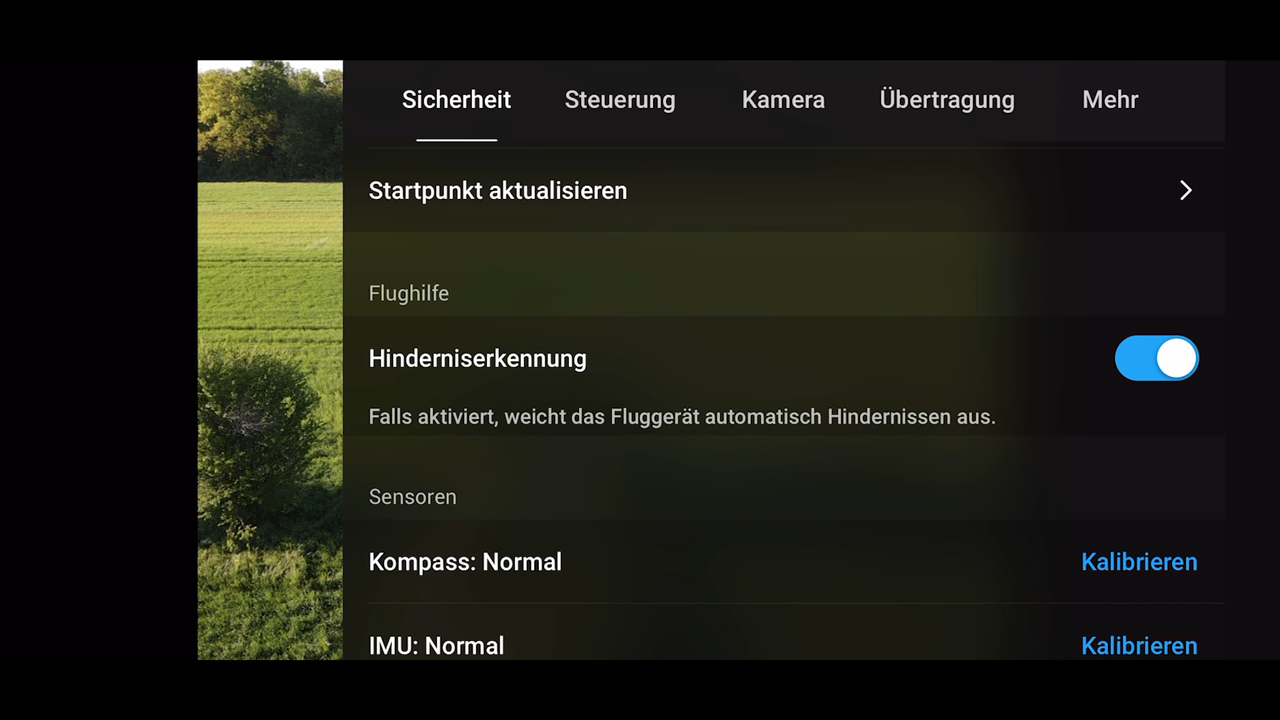 Sicherheit Steuerung Kamera Übertragung Mehr
Startpunkt aktualisieren
Flughilfe
Hinderniserkennung
Falls aktiviert, weicht das Fluggerät automatisch Hindernissen aus.
Sensoren
Kompass: Normal Kalibrieren
IMU: Normal Kalibrieren